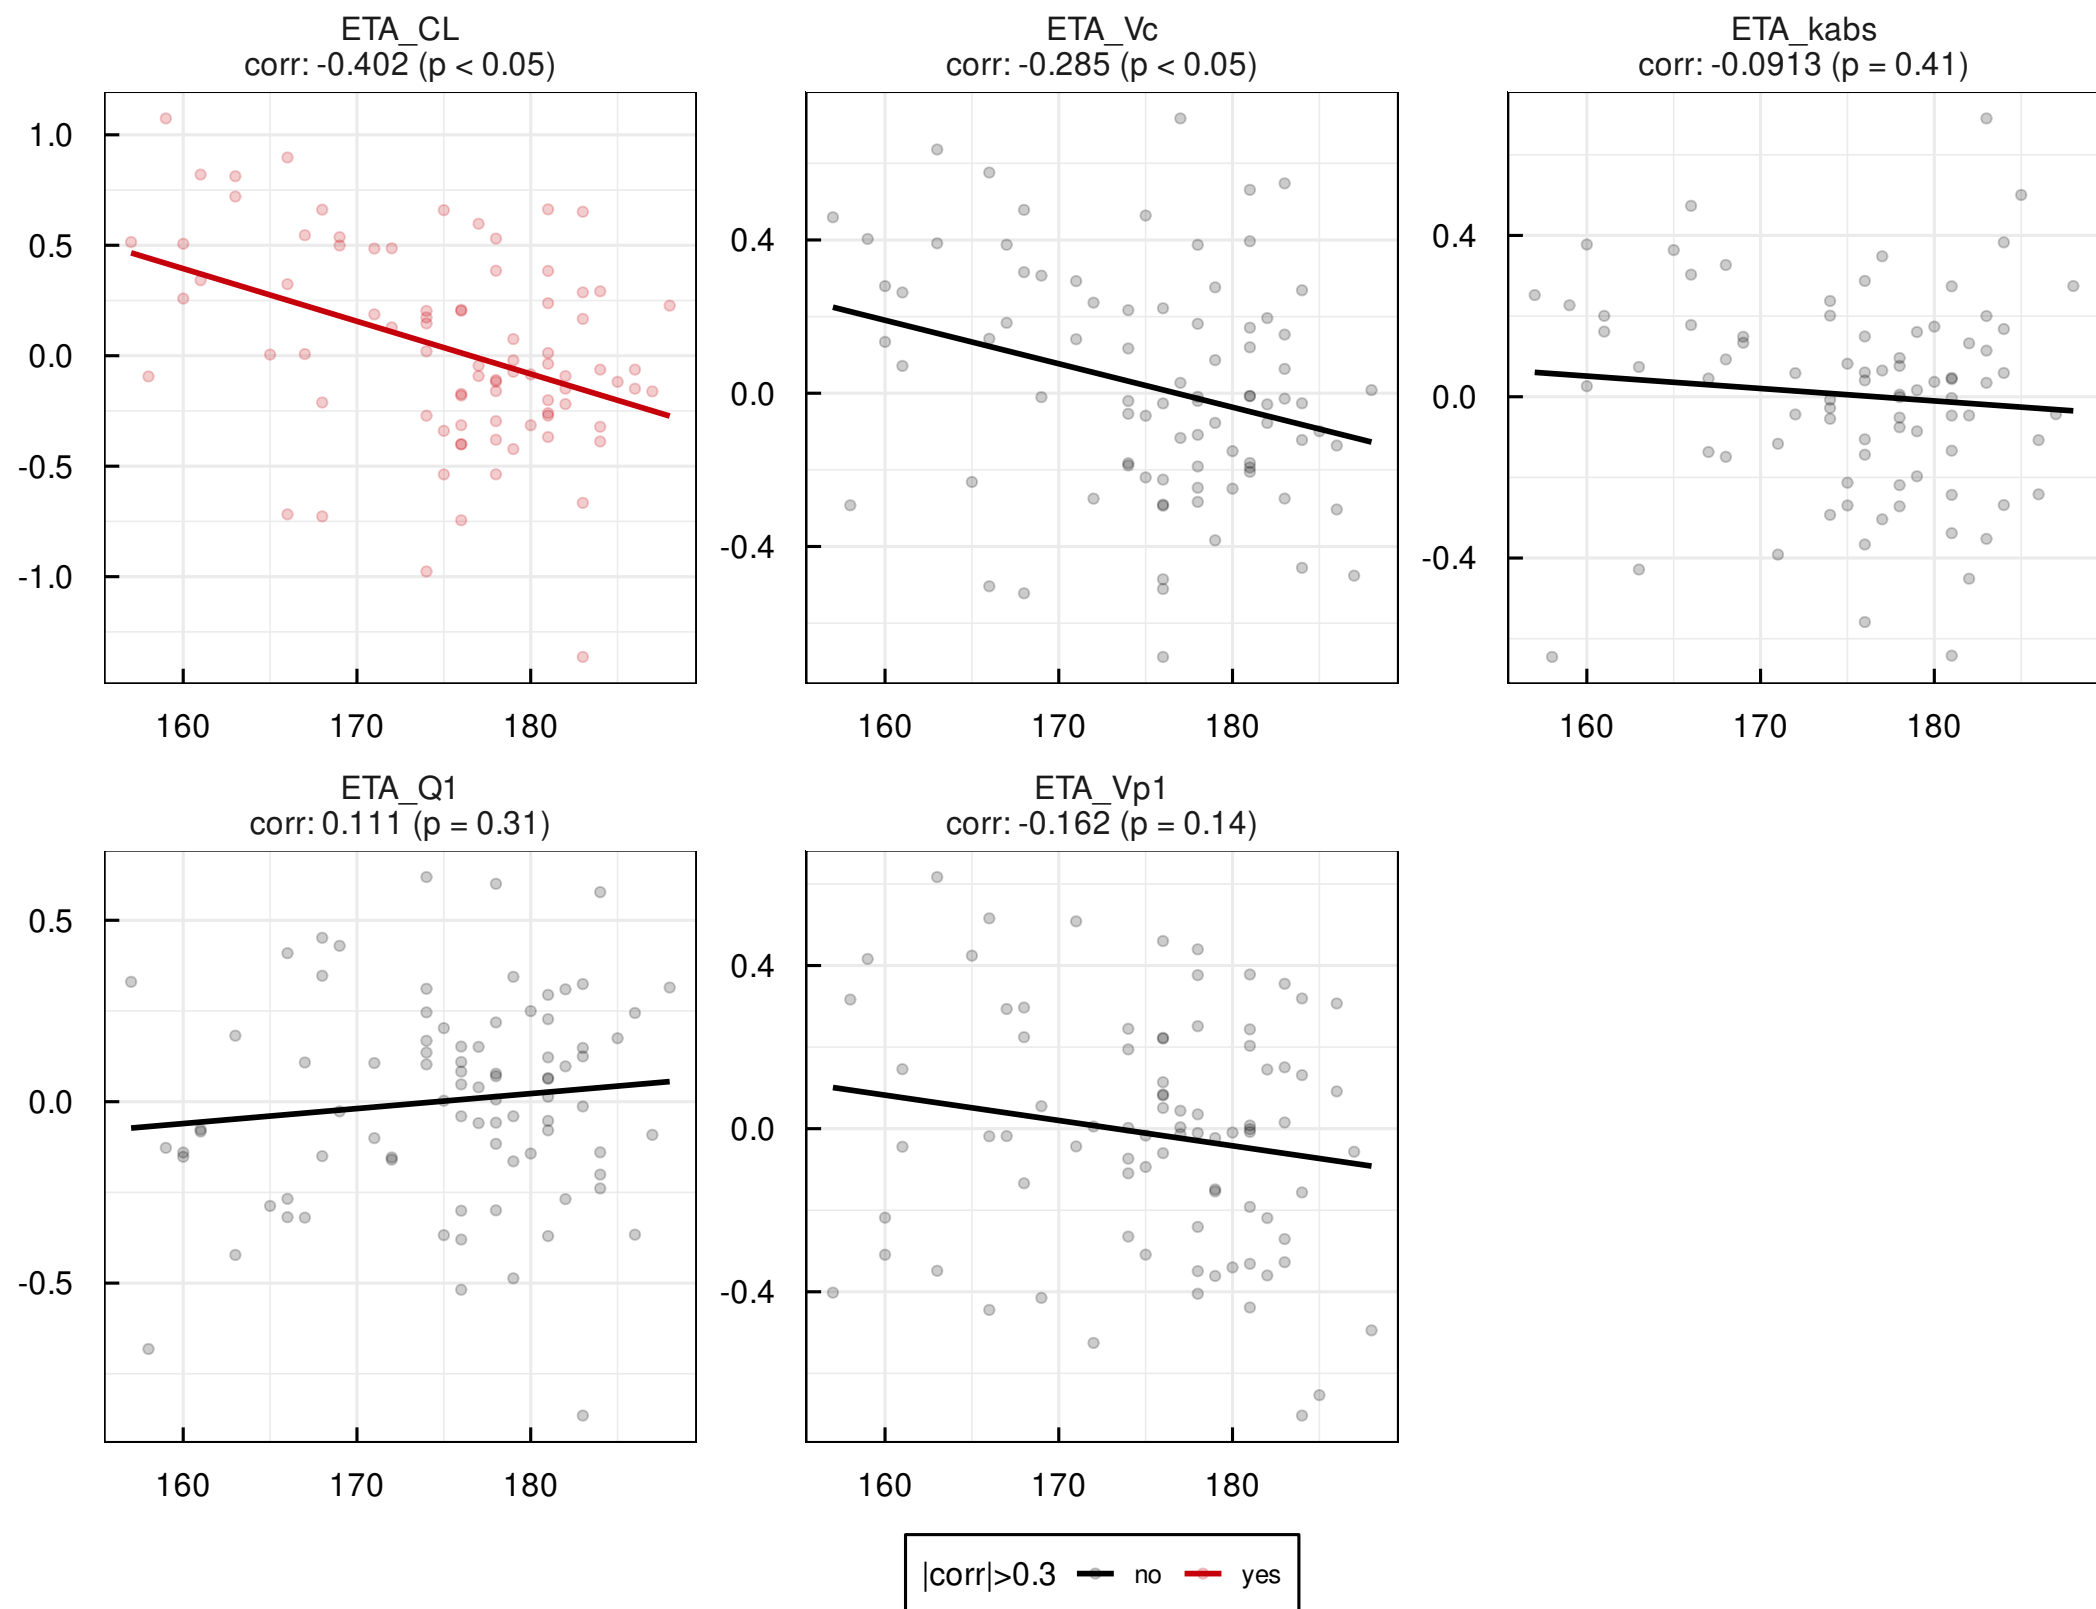 ETA_CL
corr: -0.402 (p < 0.05)
1.0
0.5
0.0
-0.5
-1.0
160 170 180
ETA_Vc
corr: -0.285 (p < 0.05)
0.4
0.0
-0.4
160 170 180
ETA_kabs
corr: -0.0913 (p = 0.41)
0.4
0.0
-0.4
160 170 180
ETA_Q1
corr: 0.111 (p = 0.31)
0.5
0.0
-0.5
160 170 180
ETA_Vp1
corr: -0.162 (p = 0.14)
0.4
0.0
-0.4
160 170 180
|corr|>0.3 no yes